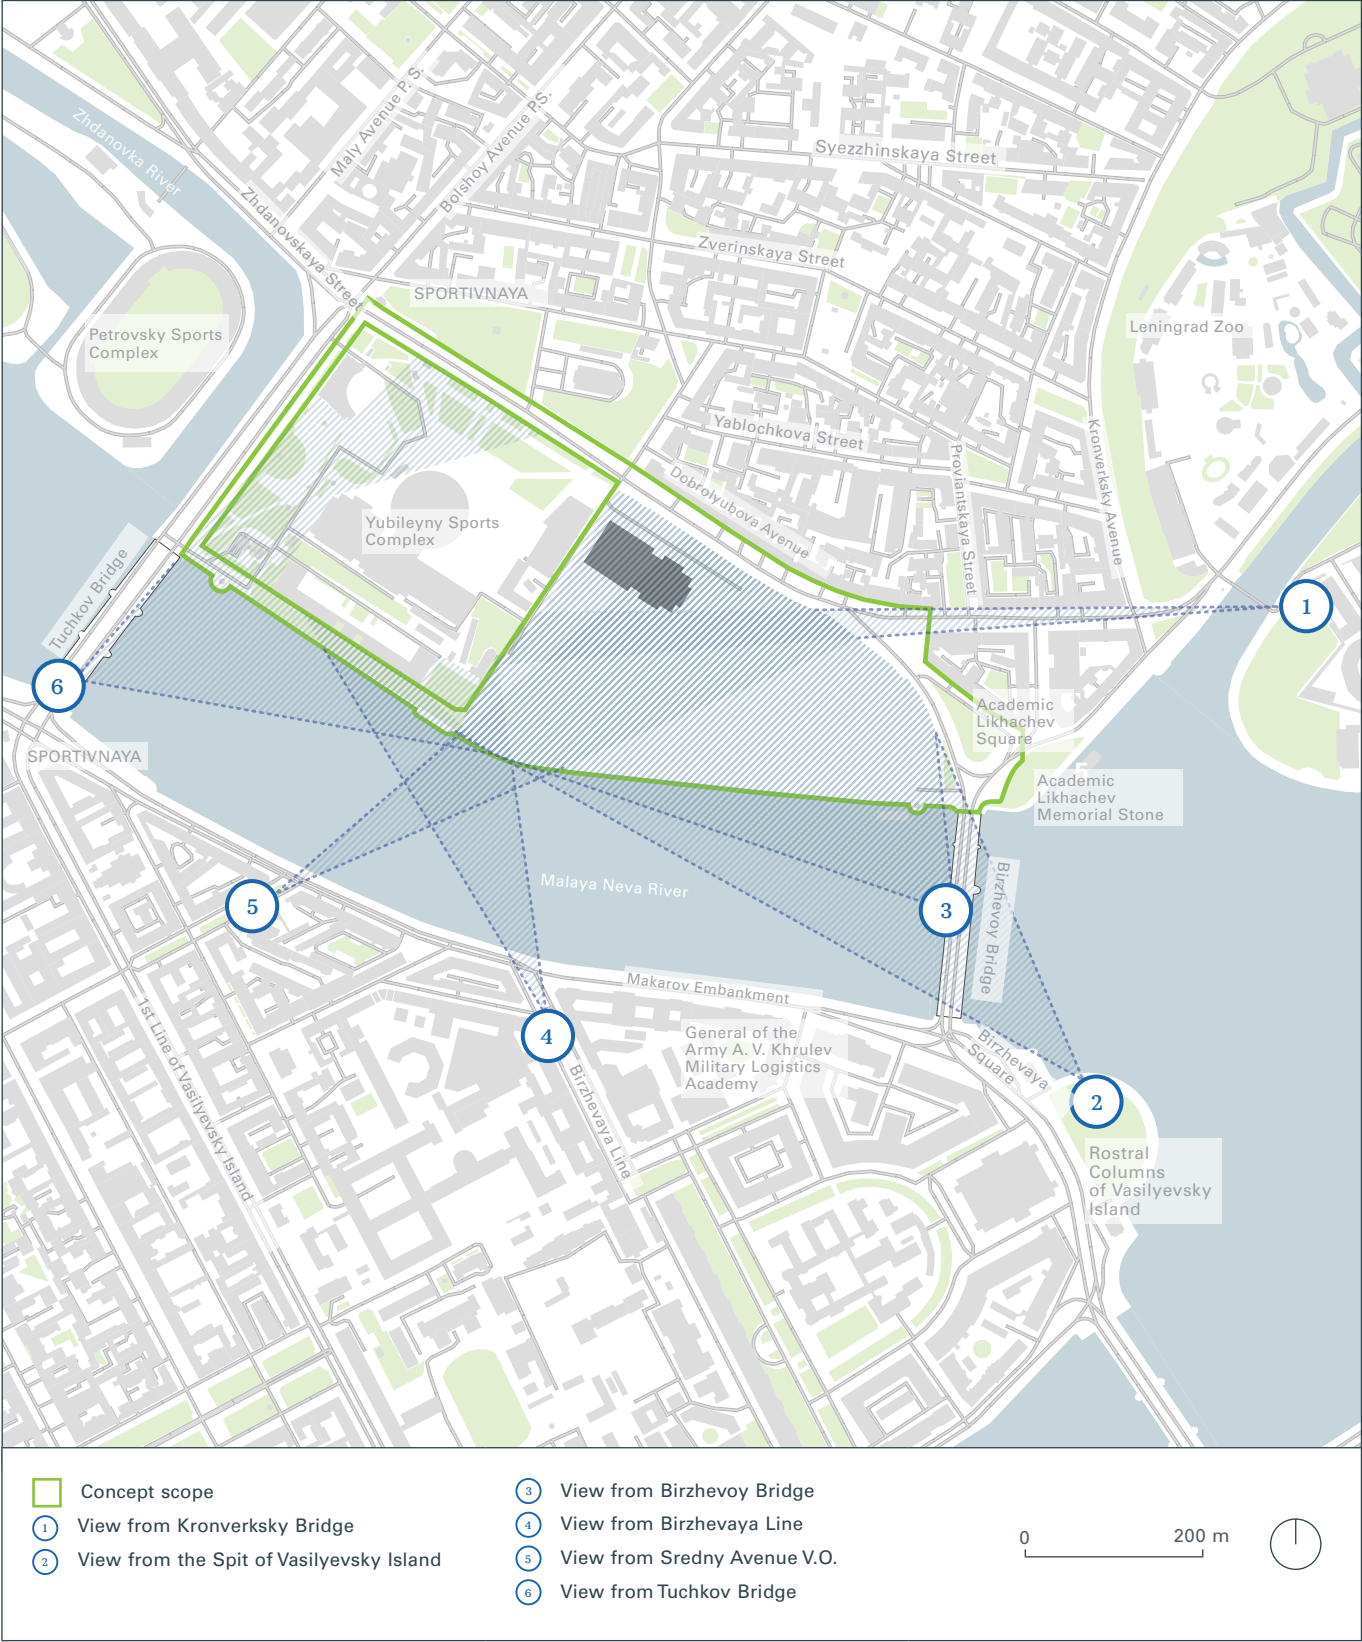 Zhdanovka River
Maly Avenue P.S.
Bolshoy Avenue P.S.
Zhdanovskaya Street
SPORTIVNAYA
Syezzhinskaya Street
Zverinskaya Street
Petrovsky Sports
Complex
Leningrad Zoo
Yablochkova Street
Kronverksky Avenue
Proviantskaya Street
Dobrolyubova Avenue
Yubileyny Sports
Complex
Tuchkov Bridge
1
6
SPORTIVNAYA
Academic
Likhachev
Square
5
Academic
Likhachev
Memorial Stone
Malaya Neva River
5
3
Birzhevoy Bridge
Makarov Embankment
4
General of the
Army A. V. Khrulev
Military Logistics
Academy
Birzhevaya
Square
2
1st Line of Vasilyevsky Island
Birzhevaya Line
Rostral
Columns
of Vasilyevsky
Island
Concept scope
1 View from Kronverksky Bridge
2 View from the Spit of Vasilyevsky Island
3 View from Birzhevoy Bridge
4 View from Birzhevaya Line
5 View from Sredny Avenue V.O.
6 View from Tuchkov Bridge
0 200 m